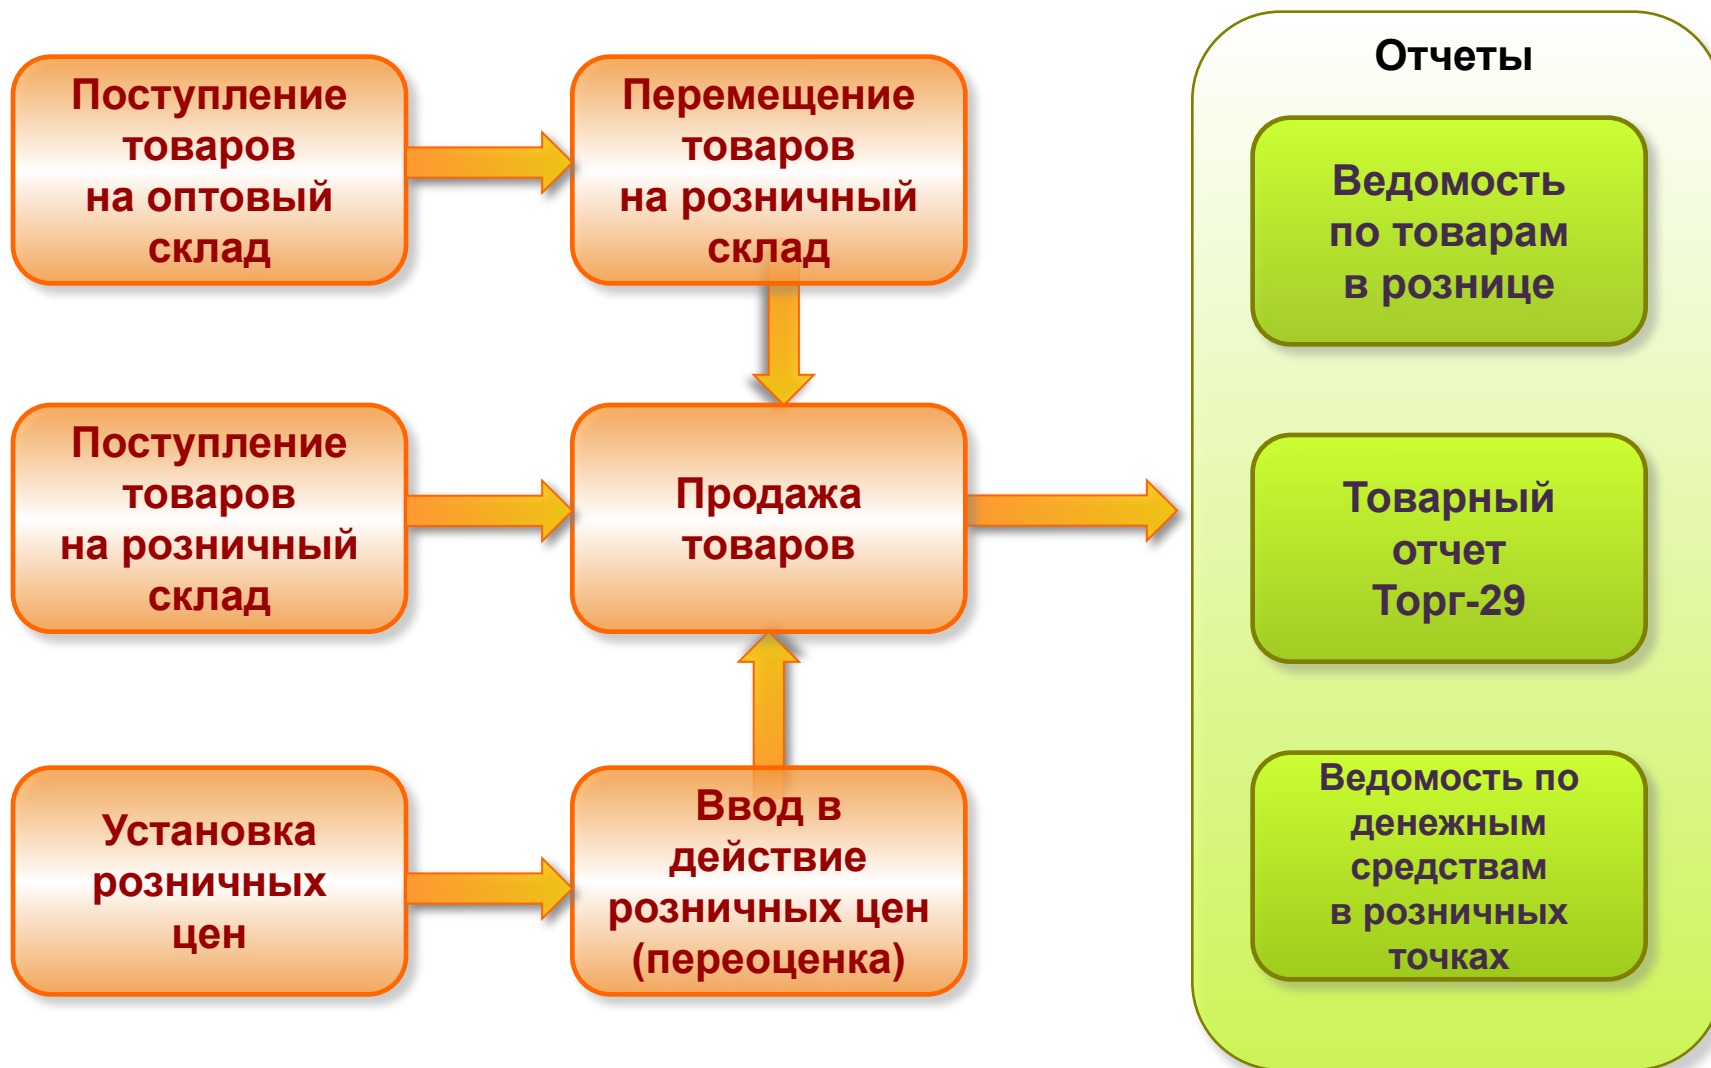 Поступление
товаров
на оптовый
склад
Перемещение
товаров
на розничный
склад
Поступление
товаров
на розничный
склад
Продажа
товаров
Установка
розничных
цен
Ввод в
действие
розничных цен
(переоценка)
Отчеты
Ведомость
по товарам
в рознице
Товарный
отчет
Торг-29
Ведомость по
денежным
средствам
в розничных
точках